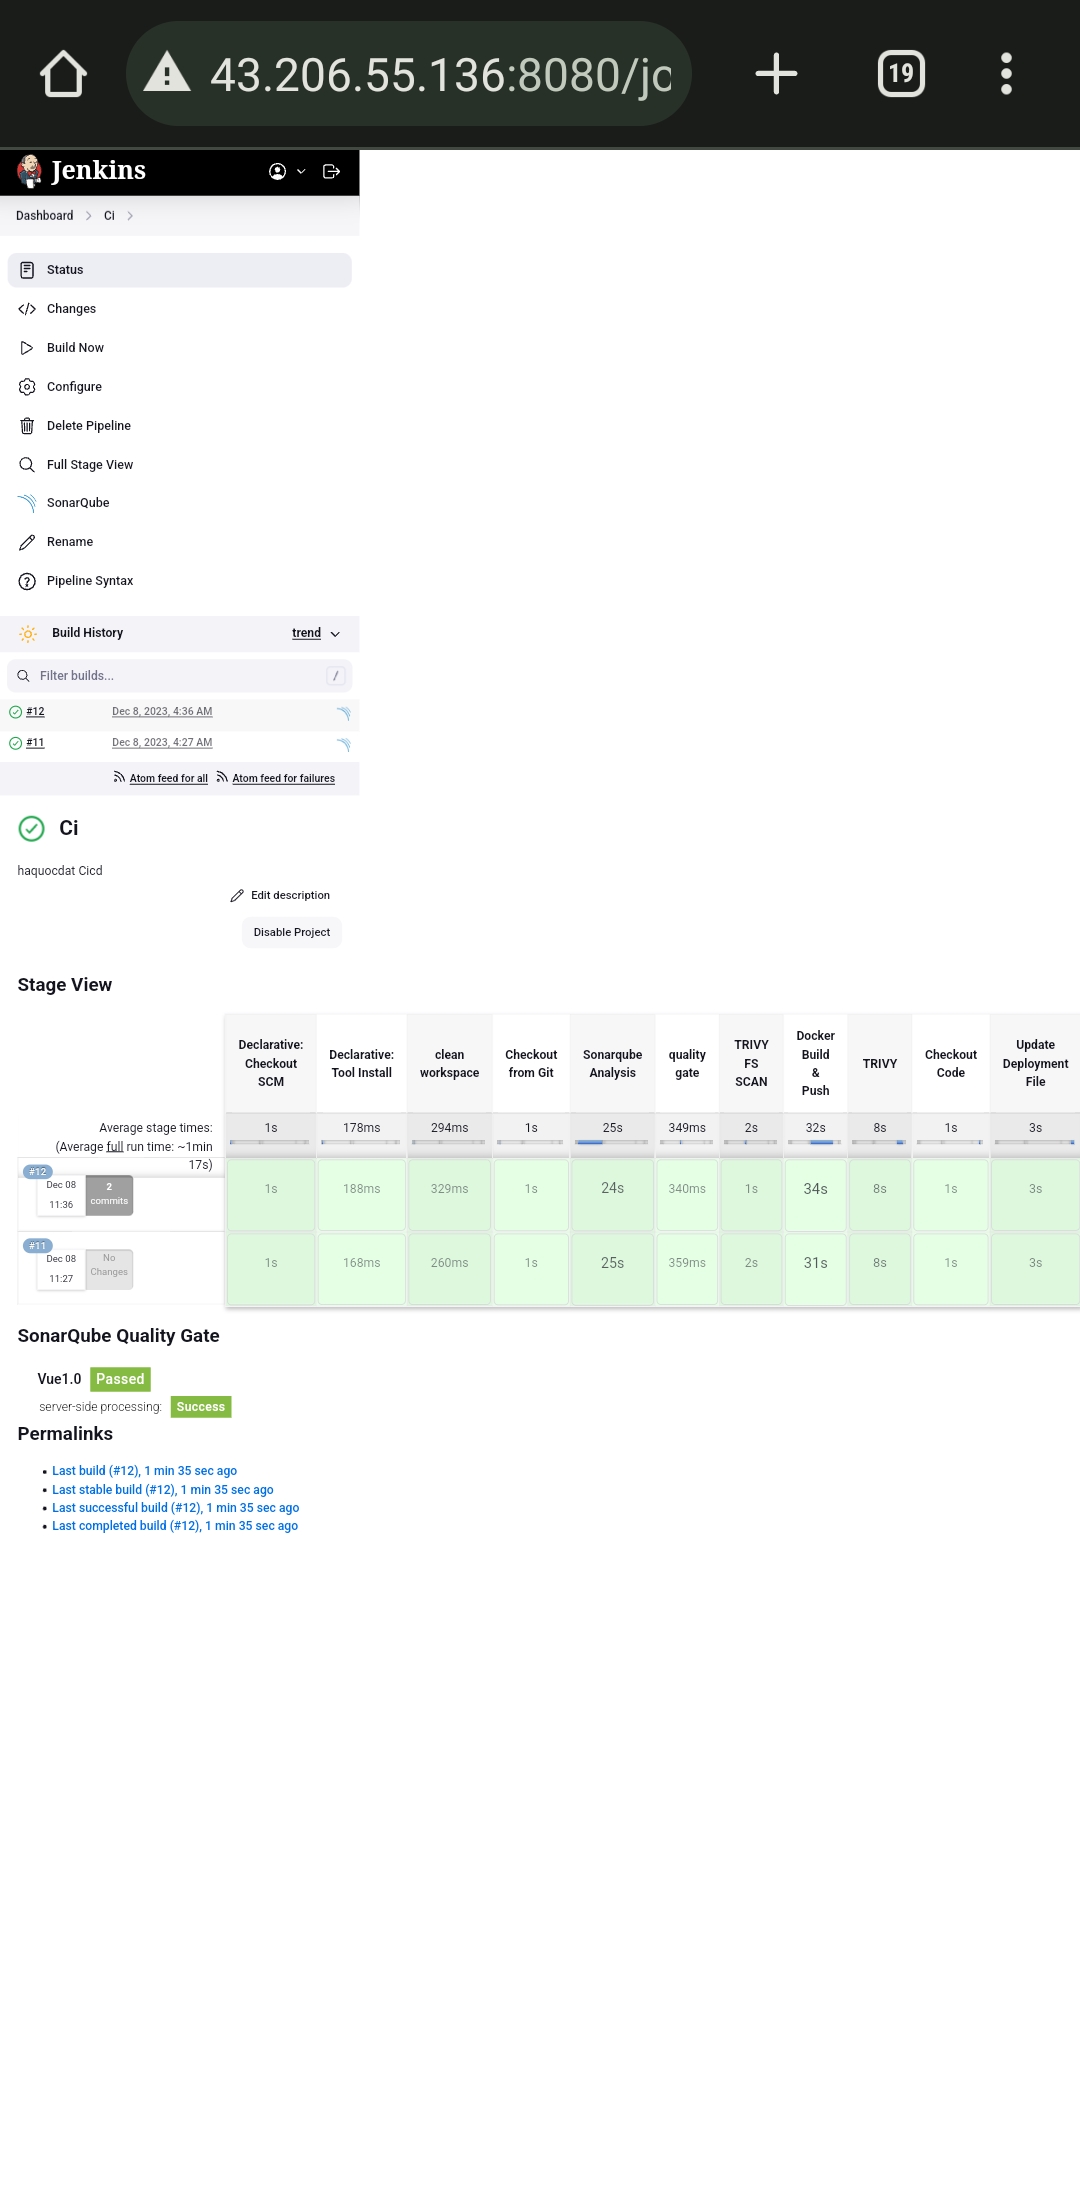 43.206.55.136:8080/jo
19
Jenkins
Dashboard
Ci
Status
Changes
Build Now
Configure
Delete Pipeline
Full Stage View
SonarQube
Rename
Pipeline Syntax
Build History
trend
Filter builds...
/
#12 Dec 8, 2023, 4:36 AM
#11 Dec 8, 2023, 4:27 AM
Atom feed for all Atom feed for failures
Ci
haquocdat Cicd
Edit description
Disable Project
Stage View
Declarative:
Checkout
SCM
Declarative:
Tool Install
clean
workspace
Checkout
from Git
Sonarqube
Analysis
quality
gate
TRIVY
FS
SCAN
Docker
Build
&
Push
TRIVY
Checkout
Code
Update
Deployment
File
Average stage times:
(Average full run time: ~1min
17s)
1s 178ms 294ms 1s 25s 349ms 2s 32s 8s 1s 3s
#12
Dec 08
11:36
2
commits
1s 188ms 329ms 1s 24s 340ms 1s 34s 8s 1s 3s
#11
Dec 08
11:27
No
Changes
1s 168ms 260ms 1s 25s 359ms 2s 31s 8s 1s 3s
SonarQube Quality Gate
Vue1.0 Passed
server-side processing: Success
Permalinks
Last build (#12), 1 min 35 sec ago
Last stable build (#12), 1 min 35 sec ago
Last successful build (#12), 1 min 35 sec ago
Last completed build (#12), 1 min 35 sec ago